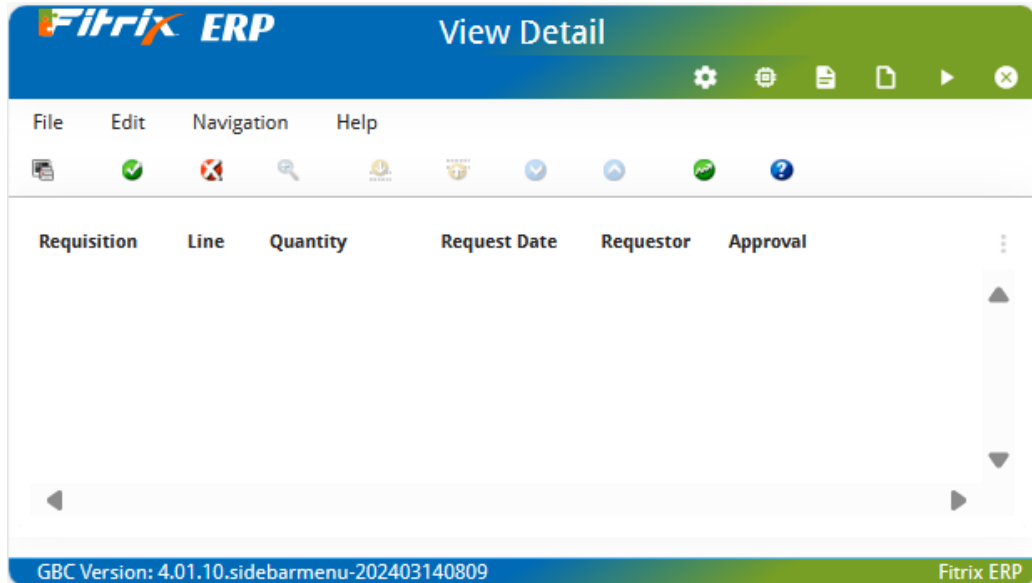 Fitrix ERP View Detail
File Edit Navigation Help
Requisition Line Quantity Request Date Requestor Approval
GBC Version: 4.01.10.sidebarmenu-202403140809 Fitrix ERP